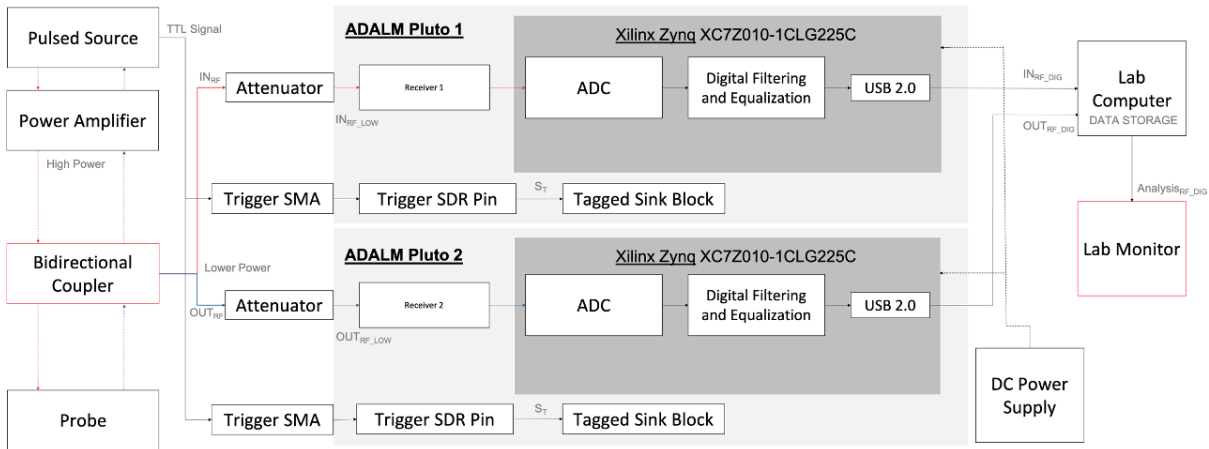 Pulsed Source
TTL Signal
Power Amplifier
High Power
Bidirectional
Coupler
Lower Power
Probe
ADALM Pluto 1
Xilinx Zynq XC7Z010-1CLG225C
IN_RF
Attenuator
IN_RF_LOW
Receiver 1
ADC
Digital Filtering
and Equalization
USB 2.0
Trigger SMA
Trigger SDR Pin
S_T
Tagged Sink Block
ADALM Pluto 2
Xilinx Zynq XC7Z010-1CLG225C
OUT_RF
Attenuator
OUT_RF_LOW
Receiver 2
ADC
Digital Filtering
and Equalization
USB 2.0
Trigger SMA
Trigger SDR Pin
S_T
Tagged Sink Block
IN_RF_DIG
OUT_RF_DIG
Lab
Computer
DATA STORAGE
Analysis_RF_DIG
Lab Monitor
DC Power
Supply